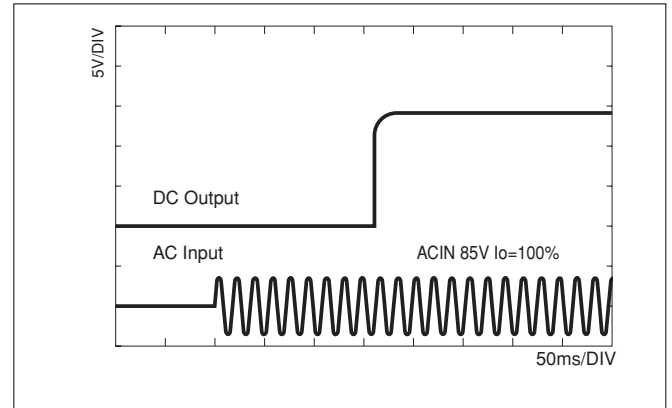 5V/DIV
DC Output
AC Input
ACIN 85V Io=100%
50ms/DIV